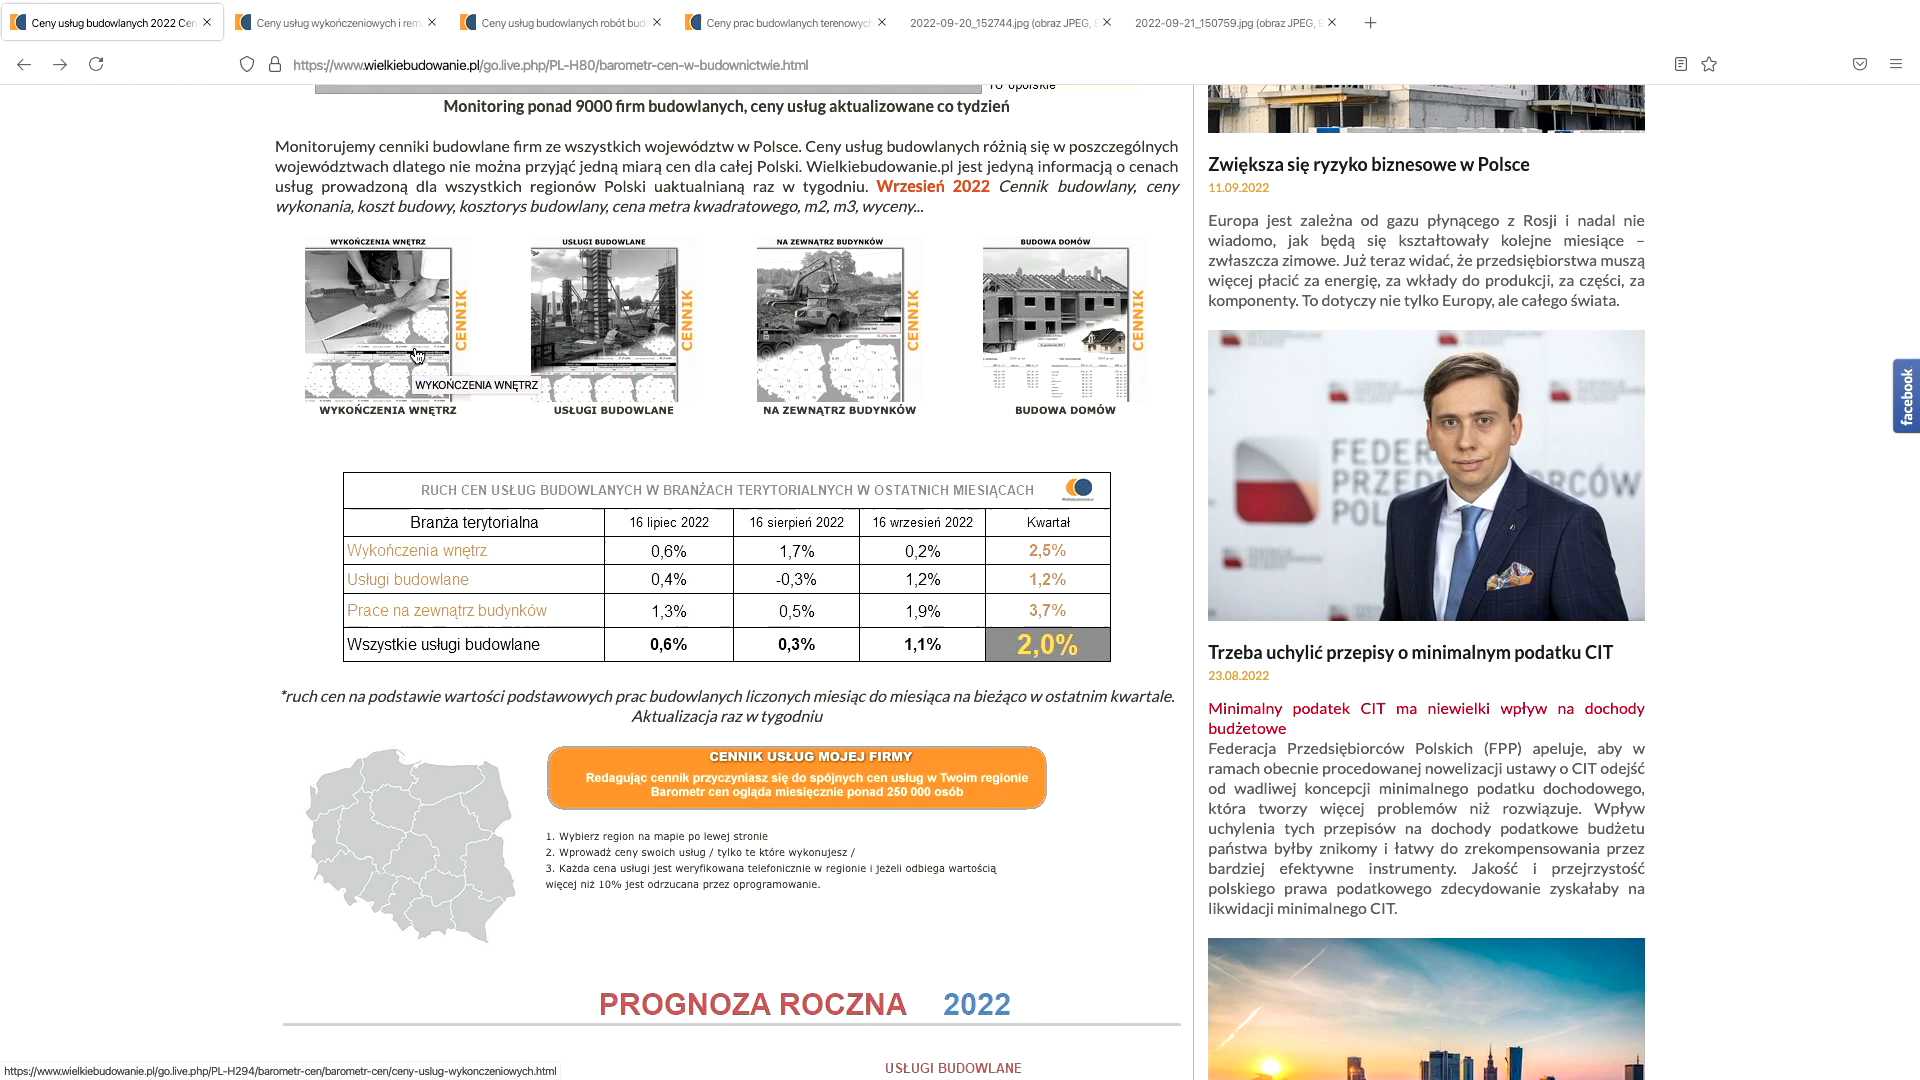 Ceny usług budowlanych 2022 Cen
Ceny usług wykończeniowych i rem
Ceny usług budowlanych robót bud
Ceny prac budowlanych terenowych
2022-09-20_152744.jpg (obraz JPEG, 8
2022-09-21_150759.jpg (obraz JPEG, 9
https://www.wielkiebudowanie.pl/go.live.php/PL-H80/barometr-cen-w-budownictwie.html
Monitoring ponad 9000 firm budowlanych, ceny usług aktualizowane co tydzień
Monitorujemy cenniki budowlane firm ze wszystkich województw w Polsce. Ceny usług budowlanych różnią się w poszczególnych
województwach dlatego nie można przyjąć jedną miarą cen dla całej Polski. Wielkiebudowanie.pl jest jedyną informacją o cenach
usług prowadzoną dla wszystkich regionów Polski uaktualnianą raz w tygodniu. Wrzesień 2022 Cennik budowlany, ceny
wykonania, koszt budowy, kosztorys budowlany, cena metra kwadratowego, m2, m3, wyceny...
WYKOŃCZENIA WNĘTRZ
CENNIK
WYKOŃCZENIA WNĘTRZ
WYKOŃCZENIA WNĘTRZ
USŁUGI BUDOWLANE
CENNIK
USŁUGI BUDOWLANE
NA ZEWNĄTRZ BUDYNKÓW
CENNIK
NA ZEWNĄTRZ BUDYNKÓW
BUDOWA DOMÓW
CENNIK
BUDOWA DOMÓW
RUCH CEN USŁUG BUDOWLANYCH W BRANŻACH TERYTORIALNYCH W OSTATNICH MIESIĄCACH
Branża terytorialna 16 lipiec 2022 16 sierpień 2022 16 wrzesień 2022 Kwartał
Wykończenia wnętrz 0,6% 1,7% 0,2% 2,5%
Usługi budowlane 0,4% -0,3% 1,2% 1,2%
Prace na zewnątrz budynków 1,3% 0,5% 1,9% 3,7%
Wszystkie usługi budowlane 0,6% 0,3% 1,1% 2,0%
*ruch cen na podstawie wartości podstawowych prac budowlanych liczonych miesiąc do miesiąca na bieżąco w ostatnim kwartale.
Aktualizacja raz w tygodniu
CENNIK USŁUG MOJEJ FIRMY
Redagując cennik przyczyniasz się do spójnych cen usług w Twoim regionie
Barometr cen ogląda miesięcznie ponad 250 000 osób
1. Wybierz region na mapie po lewej stronie
2. Wprowadź ceny swoich usług / tylko te które wykonujesz /
3. Każda cena usługi jest weryfikowana telefonicznie w regionie i jeżeli odbiega wartością
więcej niż 10% jest odrzucana przez oprogramowanie.
PROGNOZA ROCZNA 2022
USŁUGI BUDOWLANE
https://www.wielkiebudowanie.pl/go.live.php/PL-H294/barometr-cen/barometr-cen/ceny-uslug-wykonczeniowych.html
Zwiększa się ryzyko biznesowe w Polsce
11.09.2022
Europa jest zależna od gazu płynącego z Rosji i nadal nie
wiadomo, jak będą się kształtowały kolejne miesiące –
zwłaszcza zimowe. Już teraz widać, że przedsiębiorstwa muszą
więcej płacić za energię, za wkłady do produkcji, za części, za
komponenty. To dotyczy nie tylko Europy, ale całego świata.
Trzeba uchylić przepisy o minimalnym podatku CIT
23.08.2022
Minimalny podatek CIT ma niewielki wpływ na dochody
budżetowe
Federacja Przedsiębiorców Polskich (FPP) apeluje, aby w
ramach obecnie procedowanej nowelizacji ustawy o CIT odejść
od wadliwej koncepcji minimalnego podatku dochodowego,
która tworzy więcej problemów niż rozwiązuje. Wpływ
uchylenia tych przepisów na dochody podatkowe budżetu
państwa byłby znikomy i łatwy do zrekompensowania przez
bardziej efektywne instrumenty. Jakość i przejrzystość
polskiego prawa podatkowego zdecydowanie zyskałaby na
likwidacji minimalnego CIT.
facebook